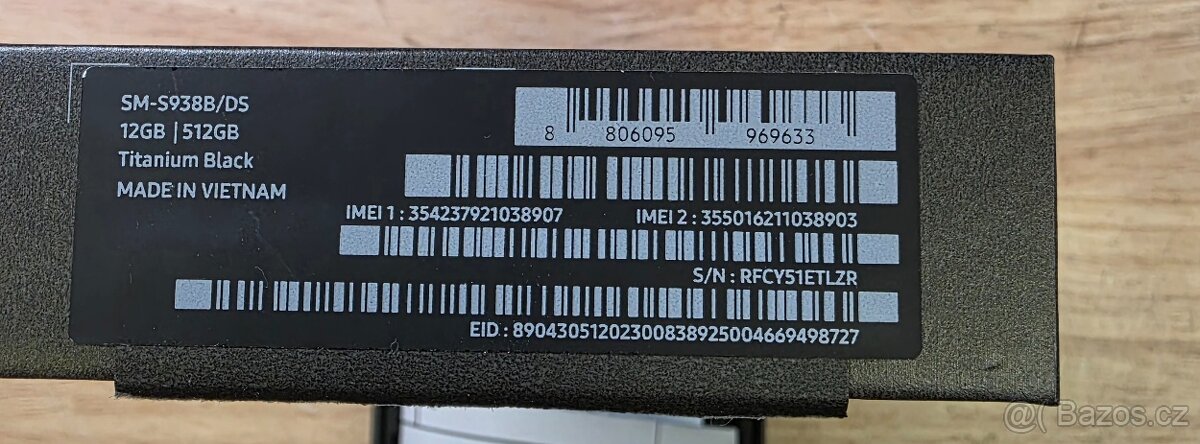 SM-S938B/DS
12GB | 512GB
Titanium Black
MADE IN VIETNAM
8 806095 969633
IMEI 1 : 354237921038907 IMEI 2 : 355016211038903
S/N : RFCY51ETLZR
EID : 89043051202300838925004669498727
@( Bazos.cz